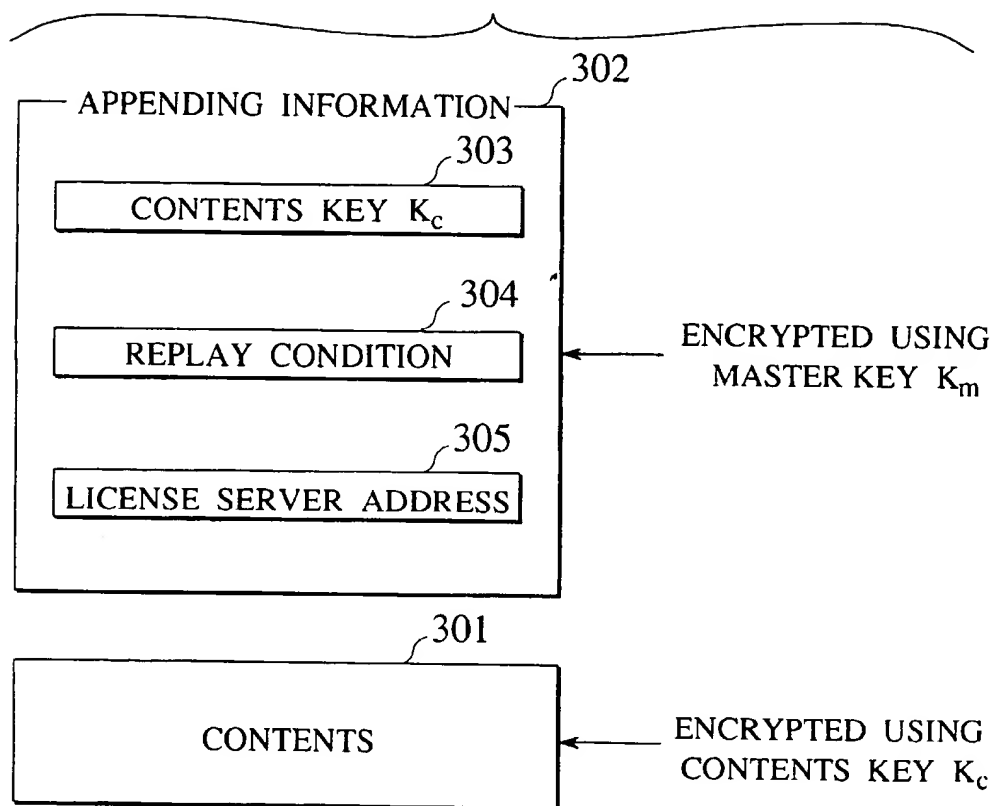 302
APPENDING INFORMATION
303
CONTENTS KEY Kc
304
REPLAY CONDITION
ENCRYPTED USING
MASTER KEY Km
305
LICENSE SERVER ADDRESS
301
CONTENTS
ENCRYPTED USING
CONTENTS KEY Kc